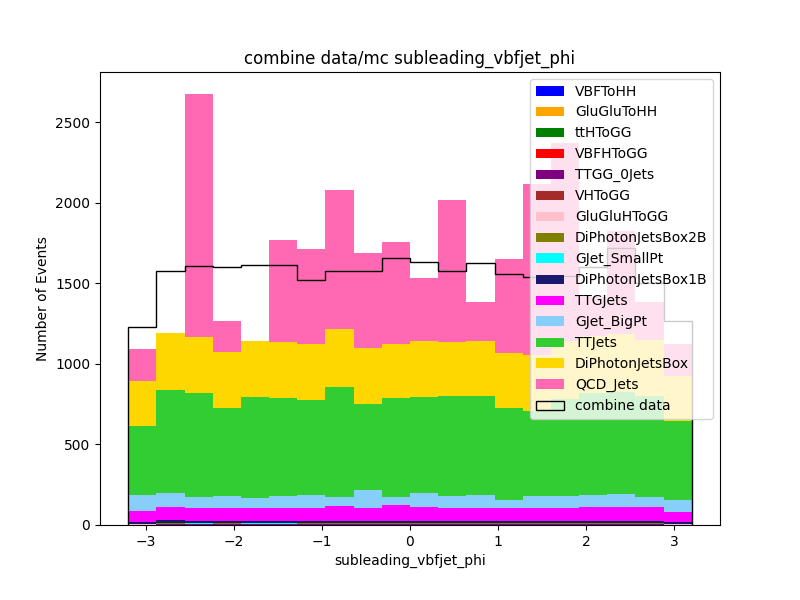 combine data/mc subleading_vbfjet_phi
Number of Events
2500
2000
1500
1000
500
0
−3
−2
−1
0
1
2
3
subleading_vbfjet_phi
VBFToHH
GluGluToHH
ttHToGG
VBFHToGG
TTGG_0Jets
VHToGG
GluGluHToGG
DiPhotonJetsBox2B
GJet_SmallPt
DiPhotonJetsBox1B
TTGJets
GJet_BigPt
TTJets
DiPhotonJetsBox
QCD_Jets
combine data